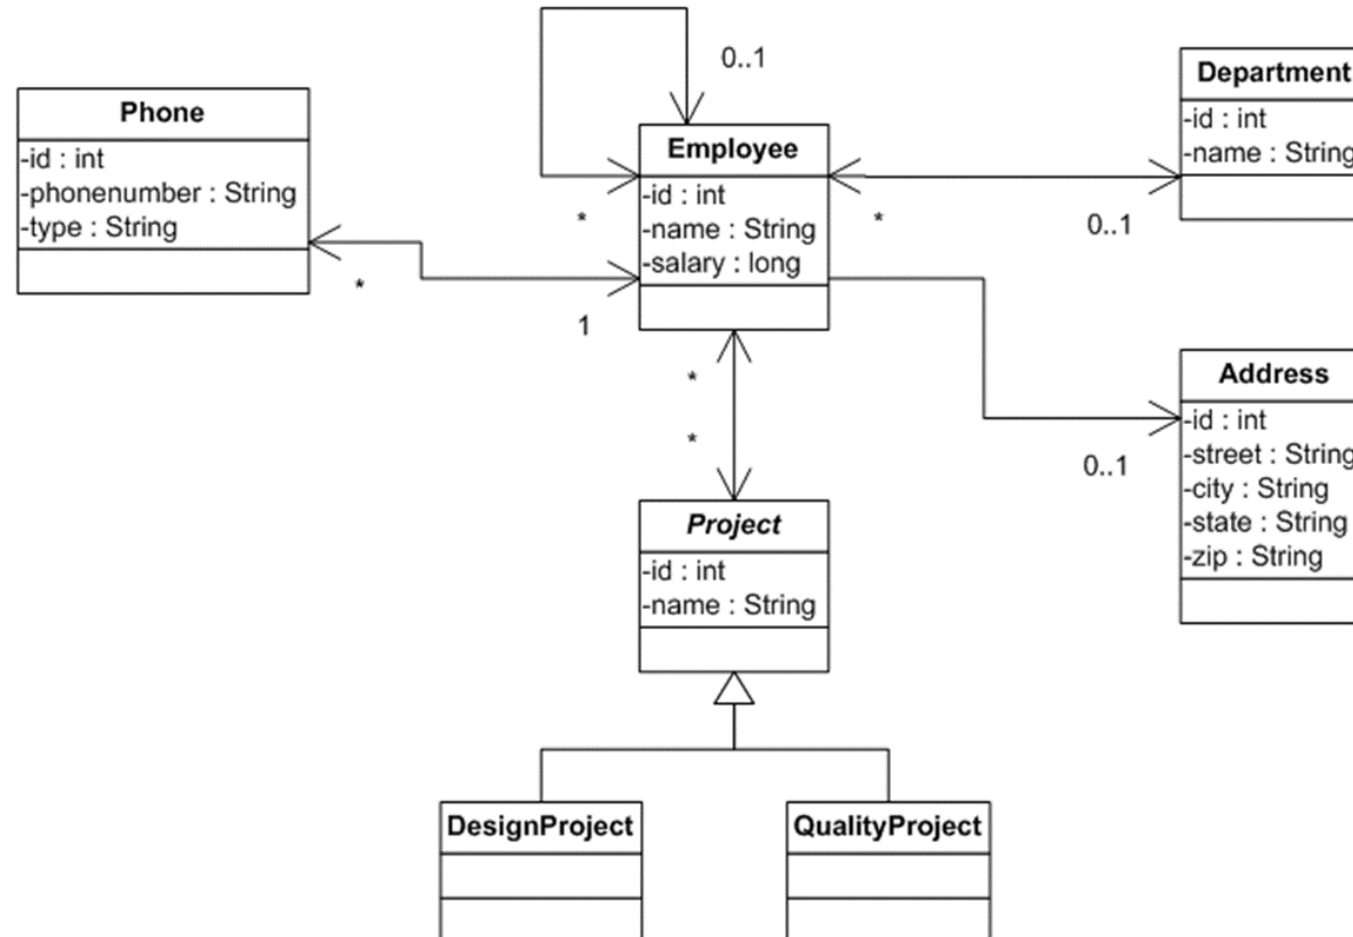 0..1
Department
-id : int
-name : String
Phone
-id : int
-phonenumber : String
-type : String
Employee
-id : int
-name : String
-salary : long
*
*
0..1
*
1
Address
-id : int
-street : String
-city : String
-state : String
-zip : String
0..1
*
*
Project
-id : int
-name : String
DesignProject
QualityProject